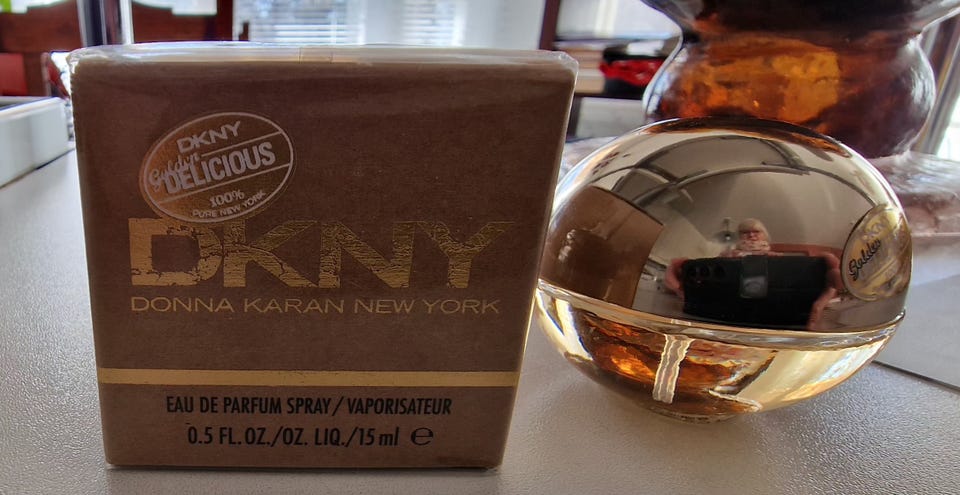 DKNY
Golden
DELICIOUS
100%
PURE NEW YORK
DKNY
DONNA KARAN NEW YORK
EAU DE PARFUM SPRAY/VAPORISATEUR
0.5 FL.OZ./OZ. LIQ./15 ml ℮
Golden